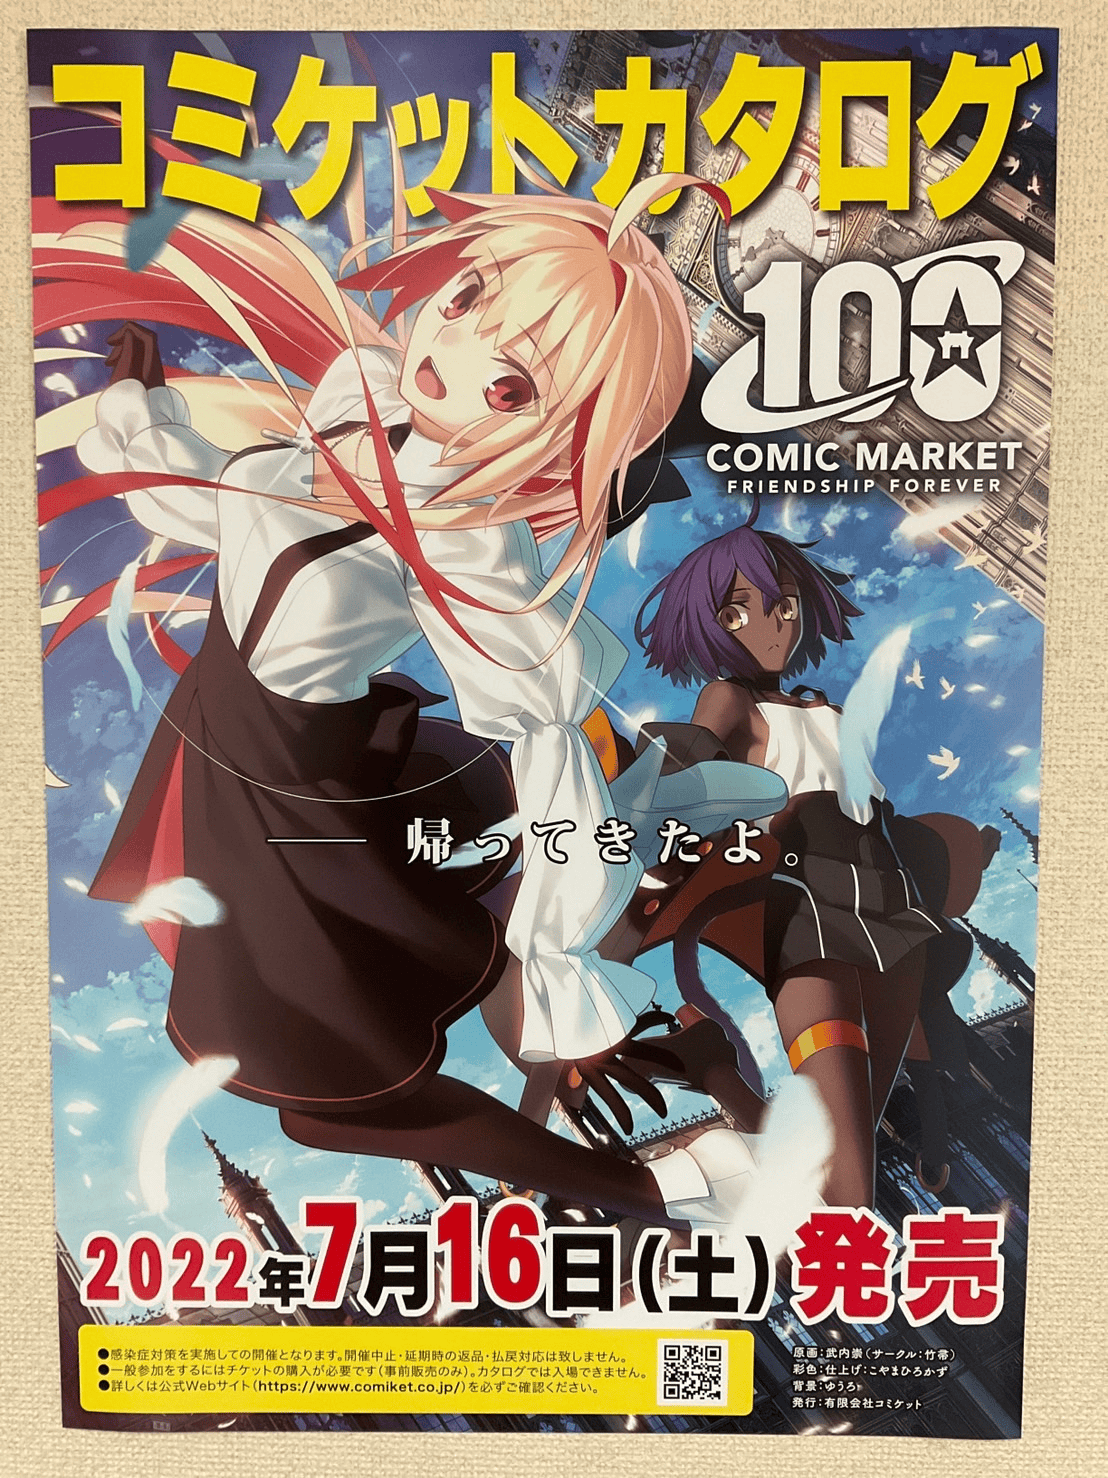 コミケットカタログ
100
COMIC MARKET
FRIENDSHIP FOREVER
── 帰ってきたよ。
2022年7月16日(土)発売
●感染症対策を実施しての開催となります。開催中止・延期時の返品・払戻対応は致しません。
●一般参加をするにはチケットの購入が必要です(事前販売のみ)。カタログでは入場できません。
●詳しくは公式Webサイト(https://www.comiket.co.jp/)を必ずご確認ください。
原画:武内崇(サークル:竹箒)
彩色・仕上げ:こやまひろかず
背景:ゆうろ
発行:有限会社コミケット